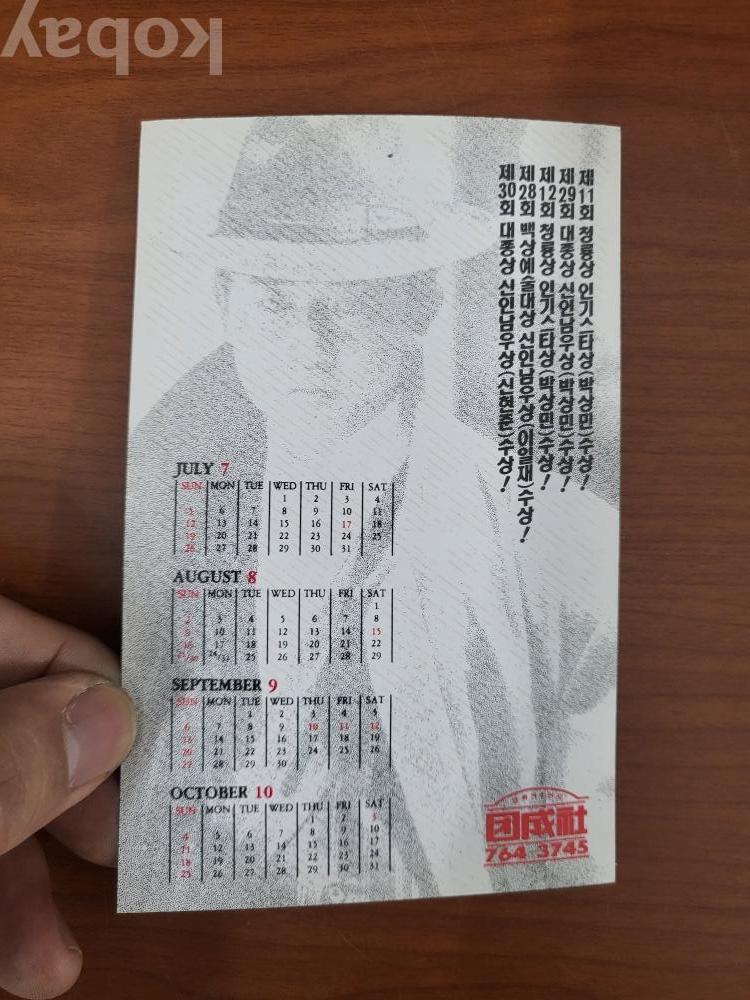 kobay
제11회 청룡상 인기스타상(박상민)수상!
제29회 대종상 신인남우상(박상민)수상!
제12회 청룡상 인기스타상(박상민)수상!
제28회 백상예술대상 신인남우상(이일재)수상!
제30회 대종상 신인남우상(신현준)수상!
JULY 7
SUN MON TUE WED THU FRI SAT
1 2 3 4
5 6 7 8 9 10 11
12 13 14 15 16 17 18
19 20 21 22 23 24 25
26 27 28 29 30 31
AUGUST 8
SUN MON TUE WED THU FRI SAT
1
2 3 4 5 6 7 8
9 10 11 12 13 14 15
16 17 18 19 20 21 22
23/30 24/31 25 26 27 28 29
SEPTEMBER 9
SUN MON TUE WED THU FRI SAT
1 2 3 4 5
6 7 8 9 10 11 12
13 14 15 16 17 18 19
20 21 22 23 24 25 26
27 28 29 30
OCTOBER 10
SUN MON TUE WED THU FRI SAT
1 2 3
4 5 6 7 8 9 10
11 12 13 14 15 16 17
18 19 20 21 22 23 24
25 26 27 28 29 30 31
团成社
764 3745